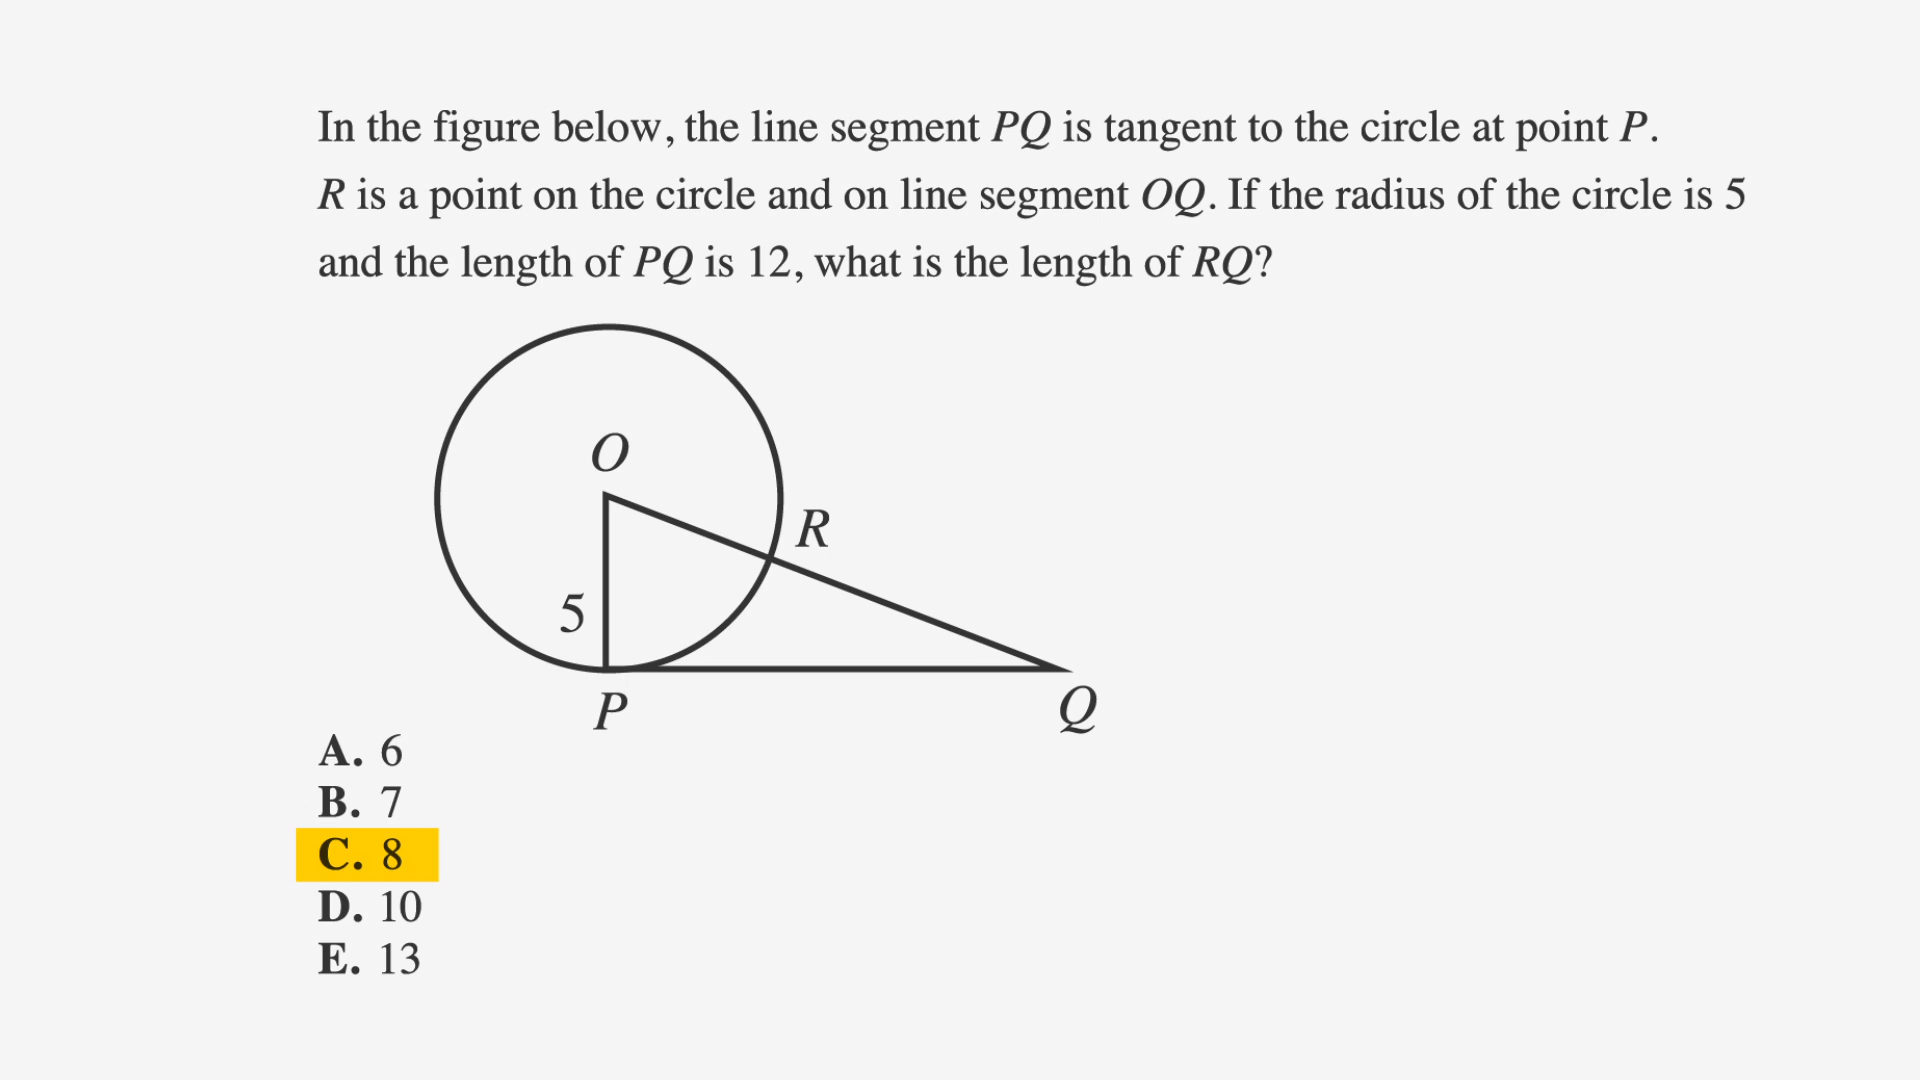 In the figure below, the line segment PQ is tangent to the circle at point P.
R is a point on the circle and on line segment OQ. If the radius of the circle is 5
and the length of PQ is 12, what is the length of RQ?
O
R
5
P
Q
A. 6
B. 7
C. 8
D. 10
E. 13